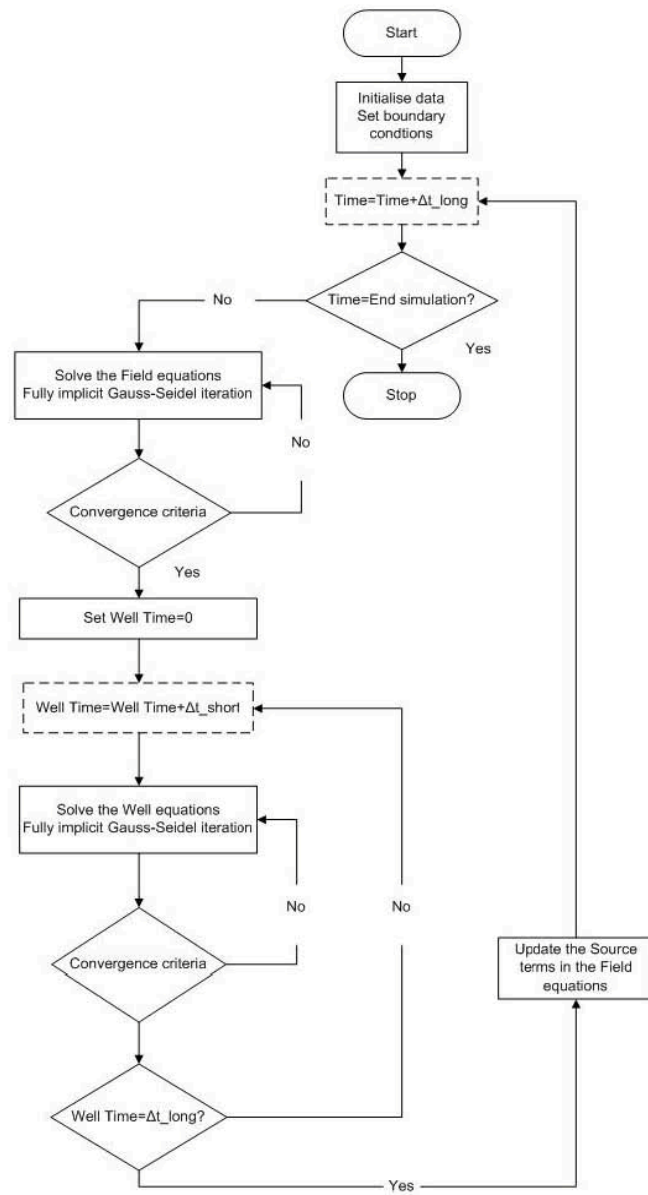 Start
Initialise data
Set boundary
condtions
Time=Time+Δt_long
No
Time=End simulation?
Yes
Solve the Field equations
Fully implicit Gauss-Seidel iteration
Stop
No
Convergence criteria
Yes
Set Well Time=0
Well Time=Well Time+Δt_short
Solve the Well equations
Fully implicit Gauss-Seidel iteration
No
No
Convergence criteria
Update the Source
terms in the Field
equations
Well Time=Δt_long?
Yes